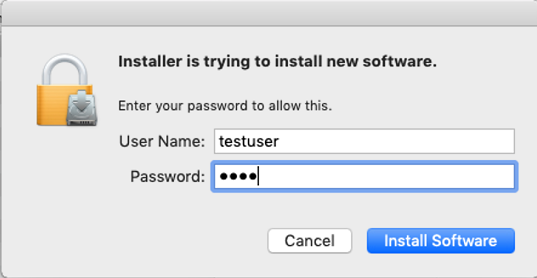 Installer is trying to install new software.
Enter your password to allow this.
User Name: testuser
Password: ••••
Cancel Install Software